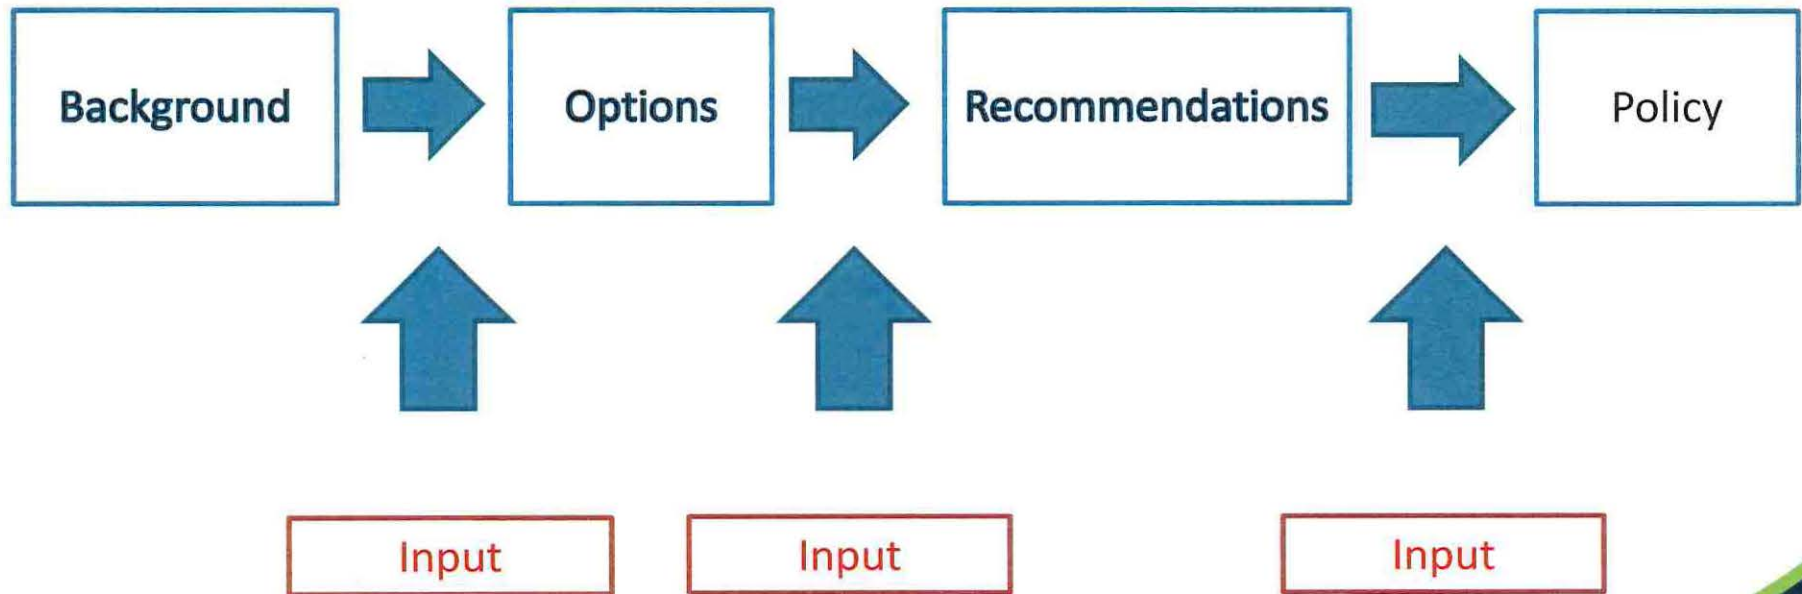 Background
Options
Recommendations
Policy
Input
Input
Input